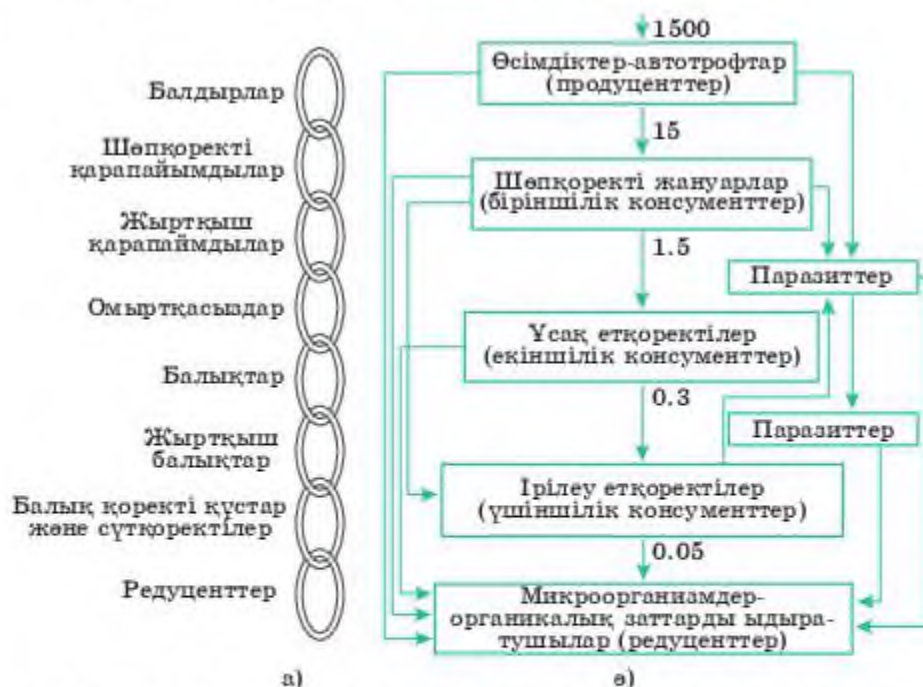 Балдырлар
Шөпқоректі
қарапайымдылар
Жыртқыш
қарапаймдылар
Омыртқасыздар
Балықтар
Жыртқыш
балықтар
Балық қоректі құстар
және сүтқоректілер
Редуценттер
а)
1500
Өсімдіктер-автотрофтар
(продуценттер)
15
Шөпқоректі жануарлар
(біріншілік консументтер)
1.5
Паразиттер
Ұсақ етқоректілер
(екіншілік консументтер)
0.3
Паразиттер
Ірілеу етқоректілер
(үшіншілік консументтер)
0.05
Микроорганизмдер-
органикалық заттарды ыдыра-
тушылар (редуценттер)
ә)